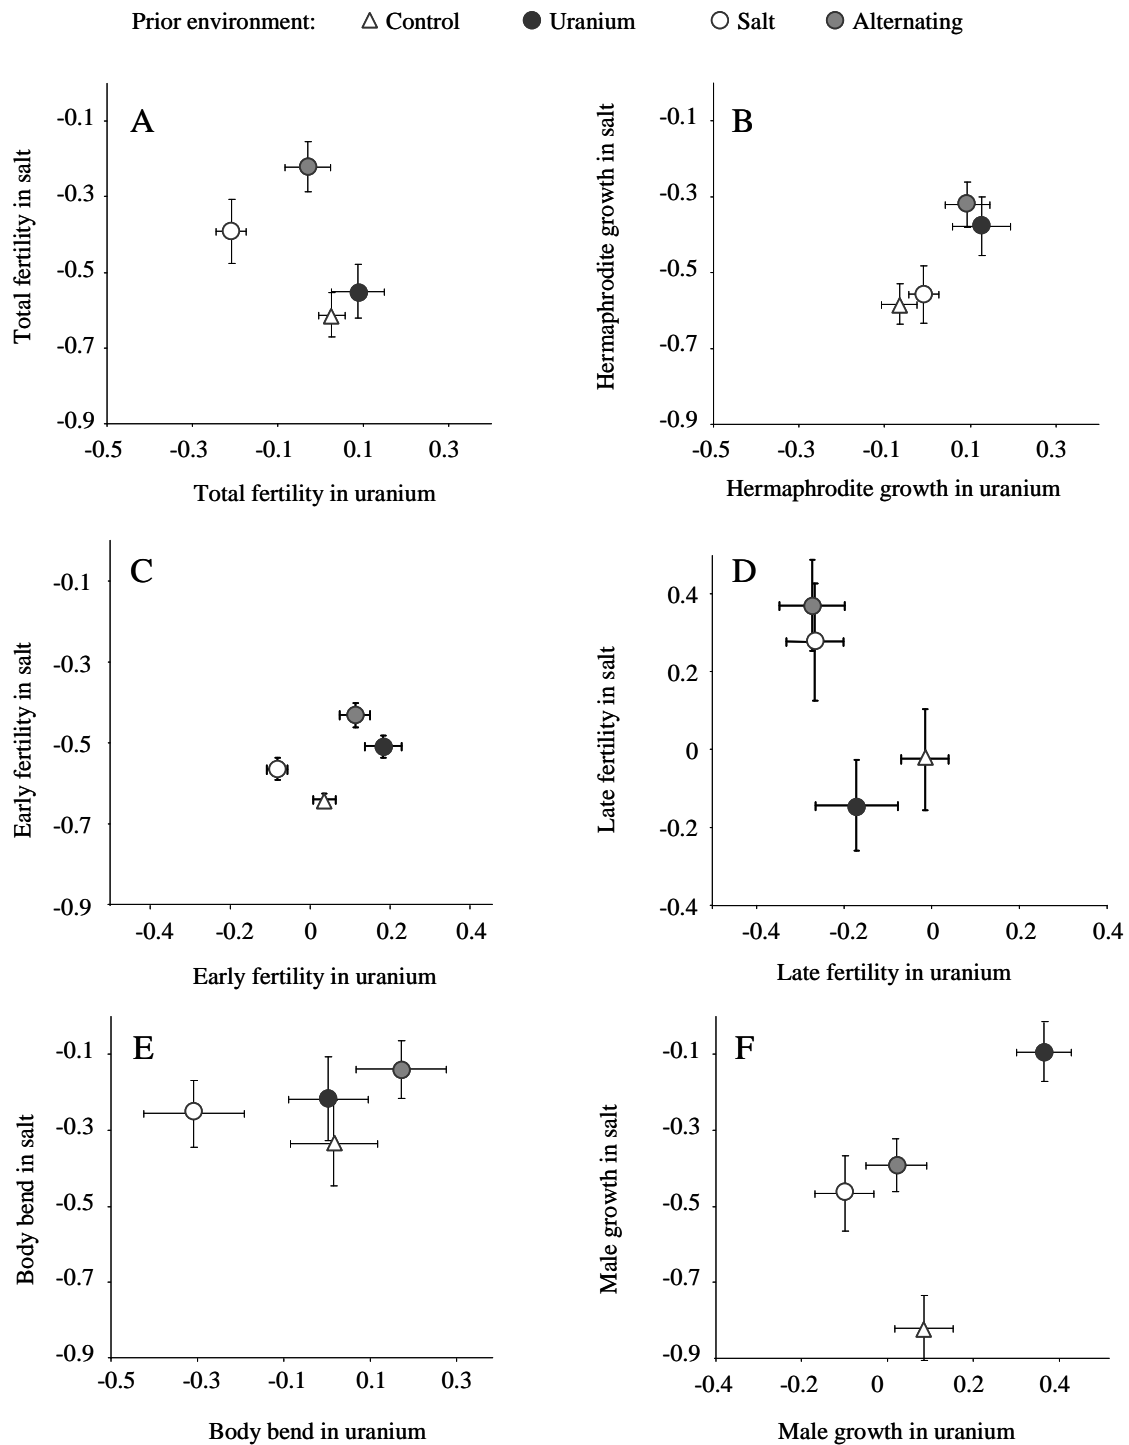 Prior environment: Control Uranium Salt Alternating
A
Total fertility in salt
-0.1
-0.3
-0.5
-0.7
-0.9
-0.5 -0.3 -0.1 0.1 0.3
Total fertility in uranium
B
Hermaphrodite growth in salt
-0.1
-0.3
-0.5
-0.7
-0.9
-0.5 -0.3 -0.1 0.1 0.3
Hermaphrodite growth in uranium
C
Early fertility in salt
-0.1
-0.3
-0.5
-0.7
-0.9
-0.4 -0.2 0 0.2 0.4
Early fertility in uranium
D
Late fertility in salt
0.4
0.2
0
-0.2
-0.4
-0.4 -0.2 0 0.2 0.4
Late fertility in uranium
E
Body bend in salt
-0.1
-0.3
-0.5
-0.7
-0.9
-0.5 -0.3 -0.1 0.1 0.3
Body bend in uranium
F
Male growth in salt
-0.1
-0.3
-0.5
-0.7
-0.9
-0.4 -0.2 0 0.2 0.4
Male growth in uranium